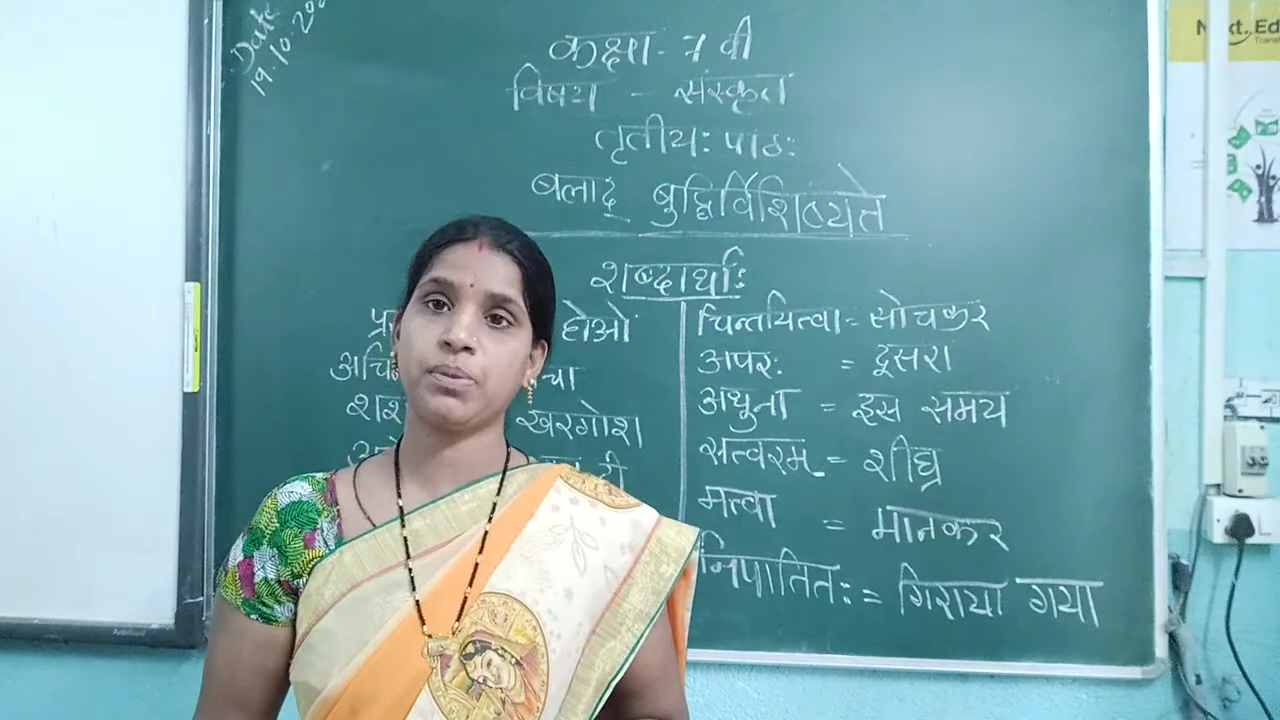 Date
19.10.20
कक्षा - 7 वी
विषय - संस्कृत
तृतीयः पाठः
बलाद् बुद्धिर्विशिष्यते
शब्दार्थाः
होओ
खरगोश
चिन्तयित्वा = सोचकर
अपरः = दूसरा
अधुना = इस समय
सत्वरम् = शीघ्र
मत्वा = मानकर
निपातितः = गिराया गया